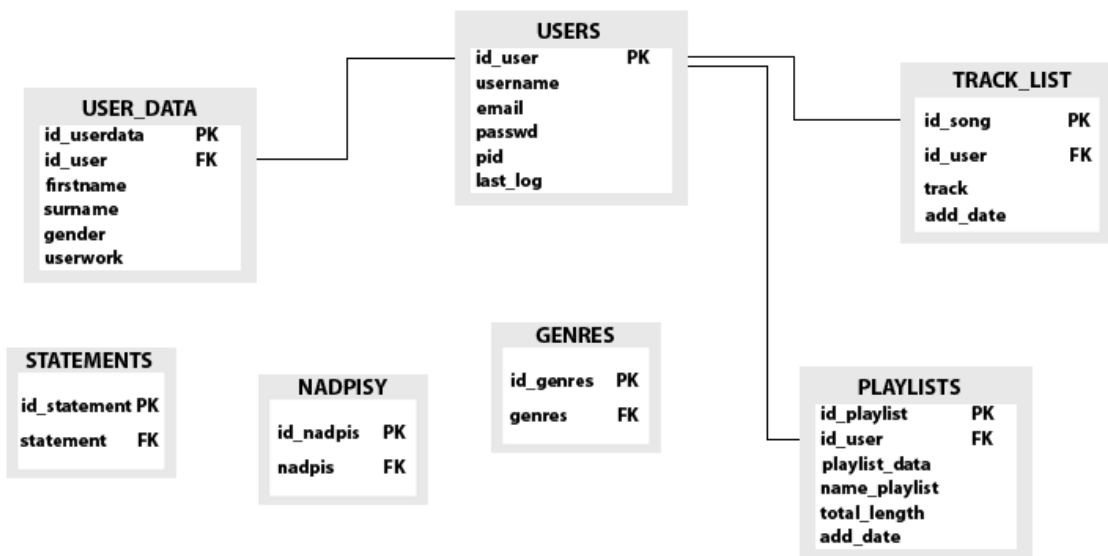 USERS
id_user PK
username
email
passwd
pid
last_log
USER_DATA
id_userdata PK
id_user FK
firstname
surname
gender
userwork
TRACK_LIST
id_song PK
id_user FK
track
add_date
STATEMENTS
id_statement PK
statement FK
NADPISY
id_nadpis PK
nadpis FK
GENRES
id_genres PK
genres FK
PLAYLISTS
id_playlist PK
id_user FK
playlist_data
name_playlist
total_length
add_date